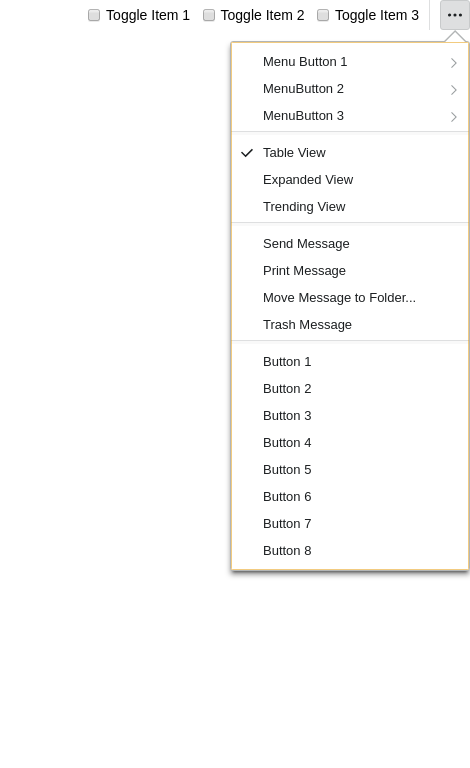 Toggle Item 1 Toggle Item 2 Toggle Item 3
Menu Button 1
MenuButton 2
MenuButton 3
Table View
Expanded View
Trending View
Send Message
Print Message
Move Message to Folder...
Trash Message
Button 1
Button 2
Button 3
Button 4
Button 5
Button 6
Button 7
Button 8